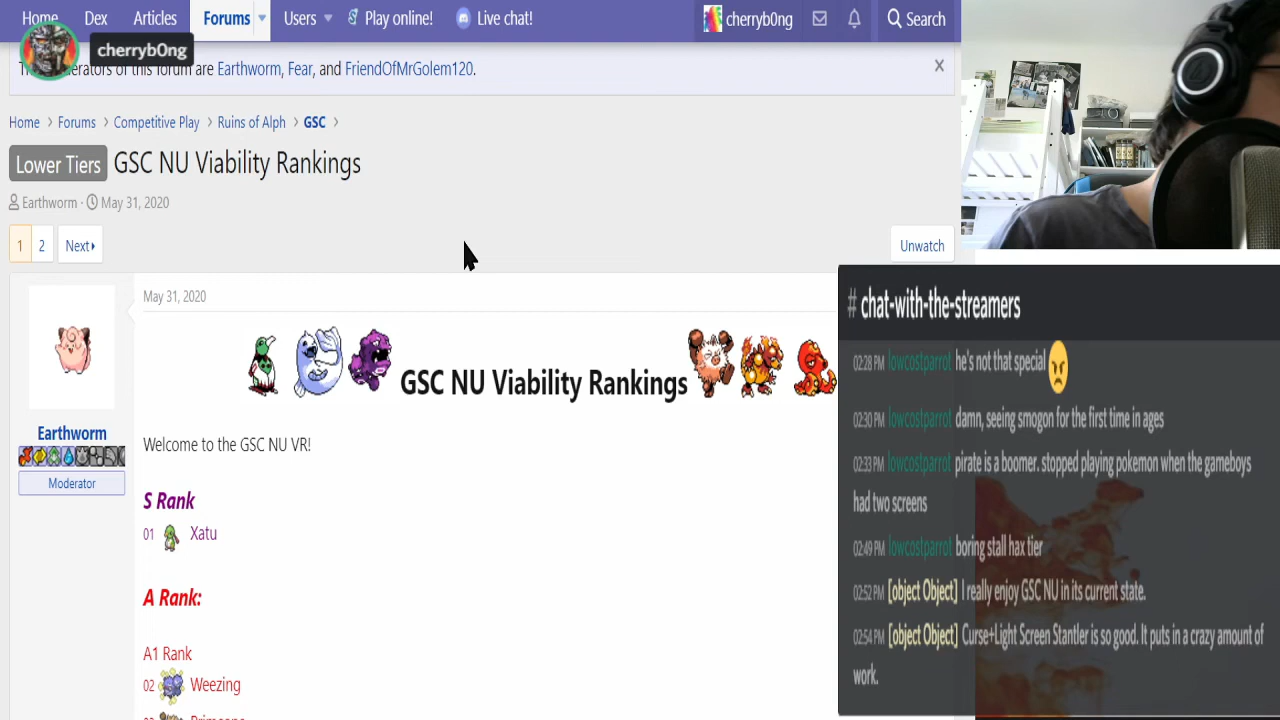 Home Dex Articles Forums Users Play online! Live chat! cherryb0ng Search
cherryb0ng
erators of this forum are Earthworm, Fear, and FriendOfMrGolem120.
Home > Forums > Competitive Play > Ruins of Alph > GSC >
Lower Tiers GSC NU Viability Rankings
Earthworm · May 31, 2020
1 2 Next
Unwatch
May 31, 2020
GSC NU Viability Rankings
Earthworm
Moderator
Welcome to the GSC NU VR!
S Rank
01 Xatu
A Rank:
A1 Rank
02 Weezing
# chat-with-the-streamers
02:28 PM lowcostparrot he's not that special 😠
02:30 PM lowcostparrot damn, seeing smogon for the first time in ages
02:33 PM lowcostparrot pirate is a boomer. stopped playing pokemon when the gameboys
had two screens
02:49 PM lowcostparrot boring stall hax tier
02:52 PM [object Object] I really enjoy GSC NU in its current state.
02:54 PM [object Object] Curse+Light Screen Stantler is so good. It puts in a crazy amount of
work.